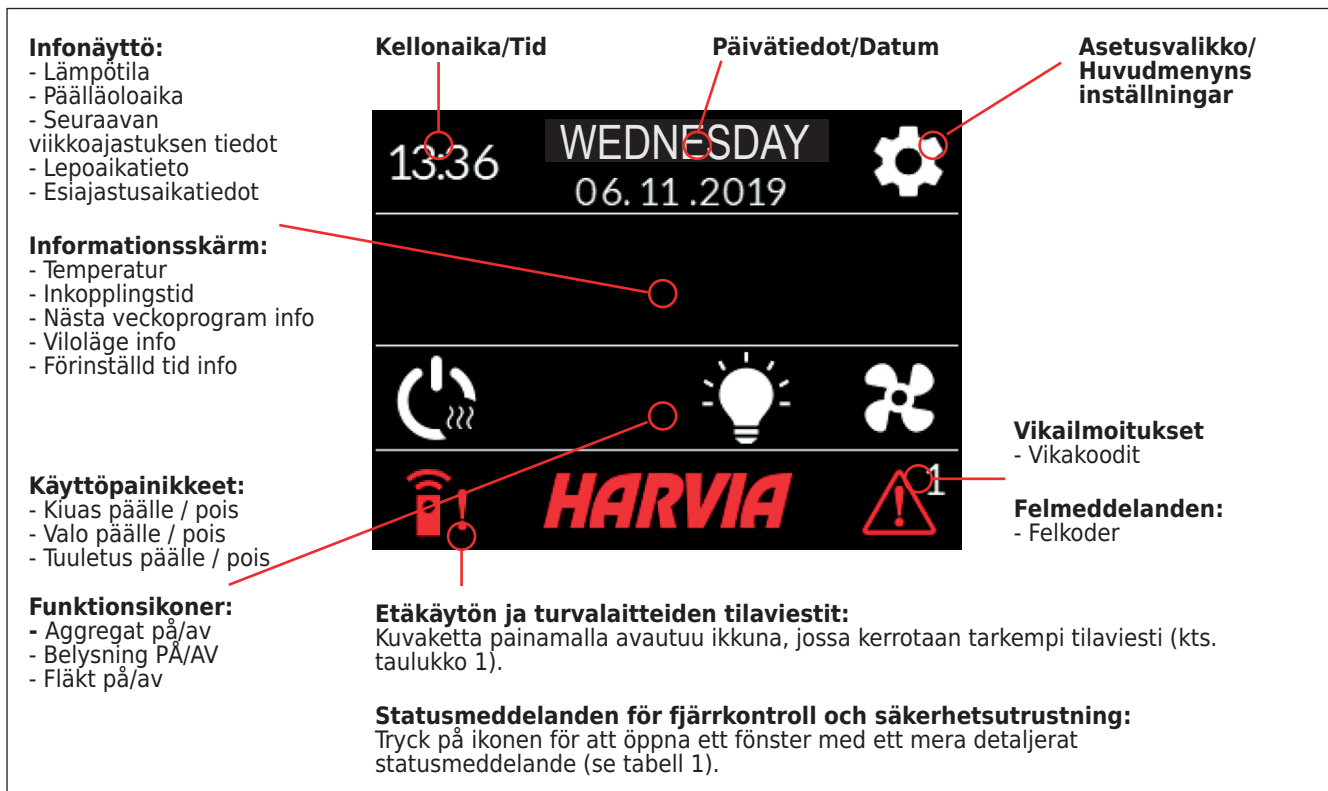 Infonäyttö:
- Lämpötila
- Päälläoloaika
- Seuraavan
viikkoajastuksen tiedot
- Lepoaikatieto
- Esiajastusaikatiedot
Informationsskärm:
- Temperatur
- Inkopplingstid
- Nästa veckoprogram info
- Viloläge info
- Förinställd tid info
Käyttöpainikkeet:
- Kiuas päälle / pois
- Valo päälle / pois
- Tuuletus päälle / pois
Funktionsikoner:
- Aggregat på/av
- Belysning PÅ/AV
- Fläkt på/av
Kellonaika/Tid
Päivätiedot/Datum
Asetusvalikko/
Huvudmenyns
inställningar
13:36
WEDNESDAY
06.11.2019
HARVIA
1
Vikailmoitukset
- Vikakoodit
Felmeddelanden:
- Felkoder
Etäkäytön ja turvalaitteiden tilaviestit:
Kuvaketta painamalla avautuu ikkuna, jossa kerrotaan tarkempi tilaviesti (kts.
taulukko 1).
Statusmeddelanden för fjärrkontroll och säkerhetsutrustning:
Tryck på ikonen för att öppna ett fönster med ett mera detaljerat
statusmeddelande (se tabell 1).